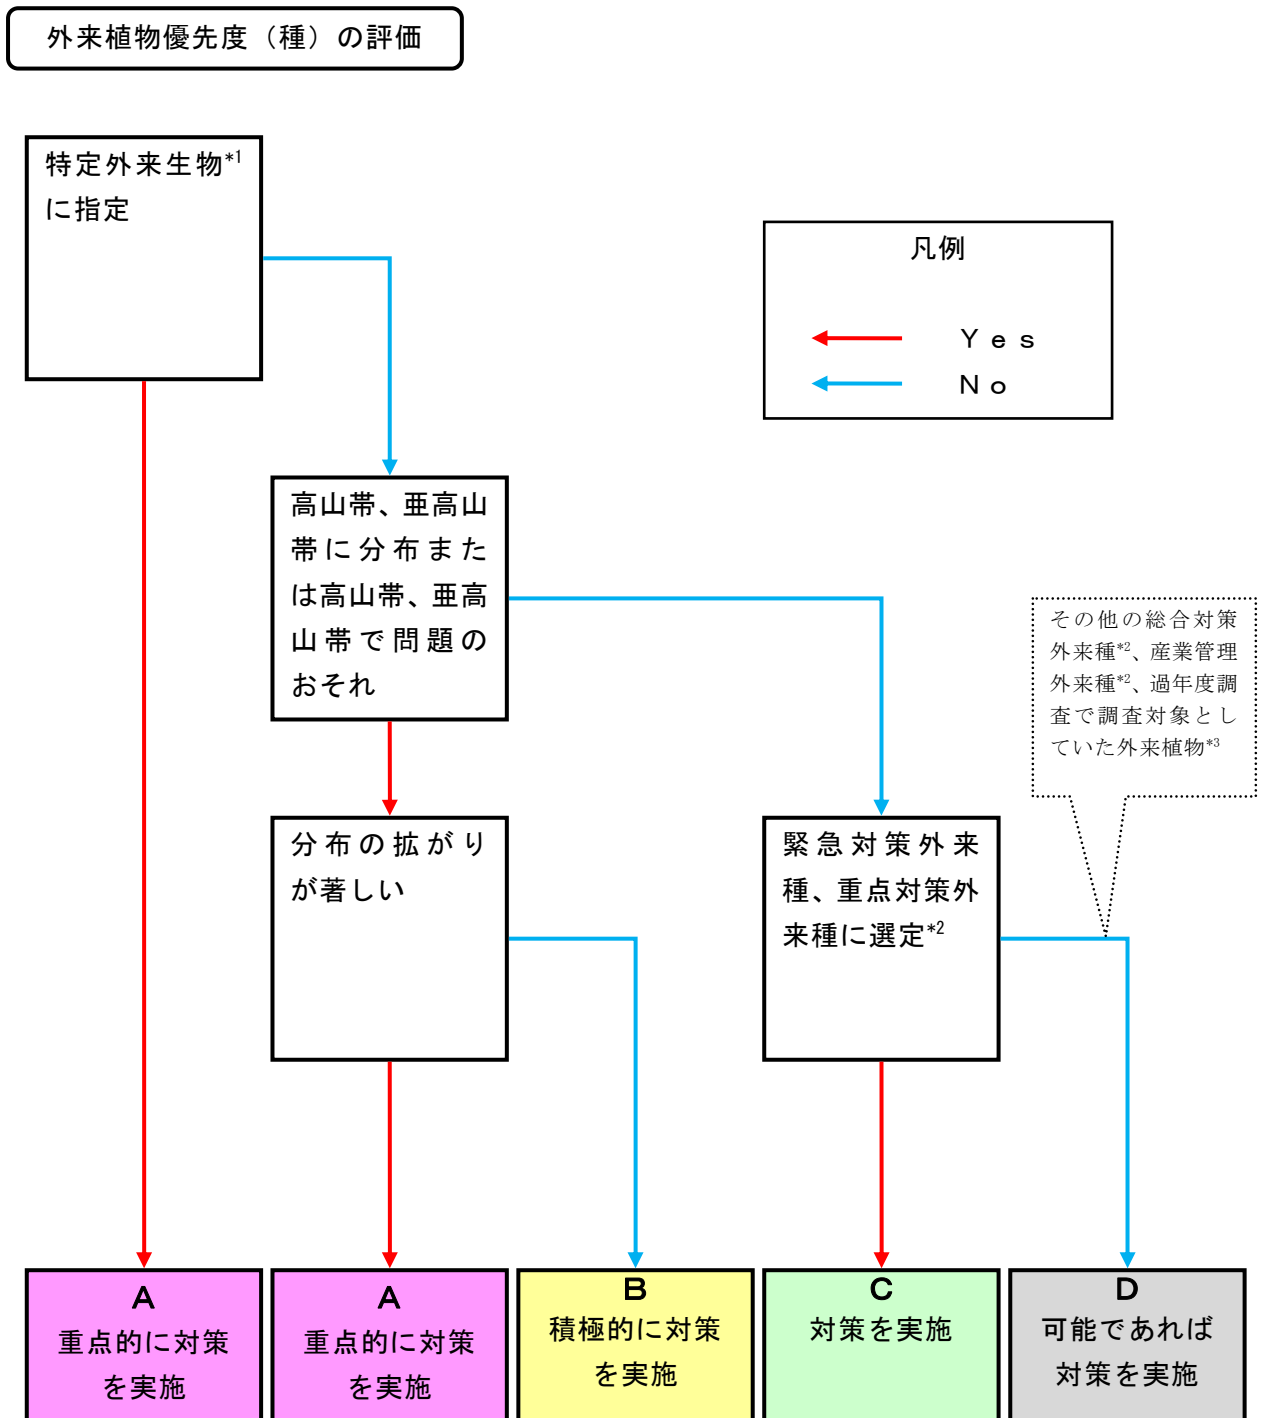 外来植物優先度（種）の評価
特定外来生物*1
に指定
凡例
Ｙｅｓ
Ｎｏ
高山帯、亜高山
帯に分布また
は高山帯、亜高
山帯で問題の
おそれ
その他の総合対策
外来種*2、産業管理
外来種*2、過年度調
査で調査対象とし
ていた外来植物*3
分布の拡がり
が著しい
緊急対策外来
種、重点対策外
来種に選定*2
Ａ
重点的に対策
を実施
Ａ
重点的に対策
を実施
Ｂ
積極的に対策
を実施
Ｃ
対策を実施
Ｄ
可能であれば
対策を実施